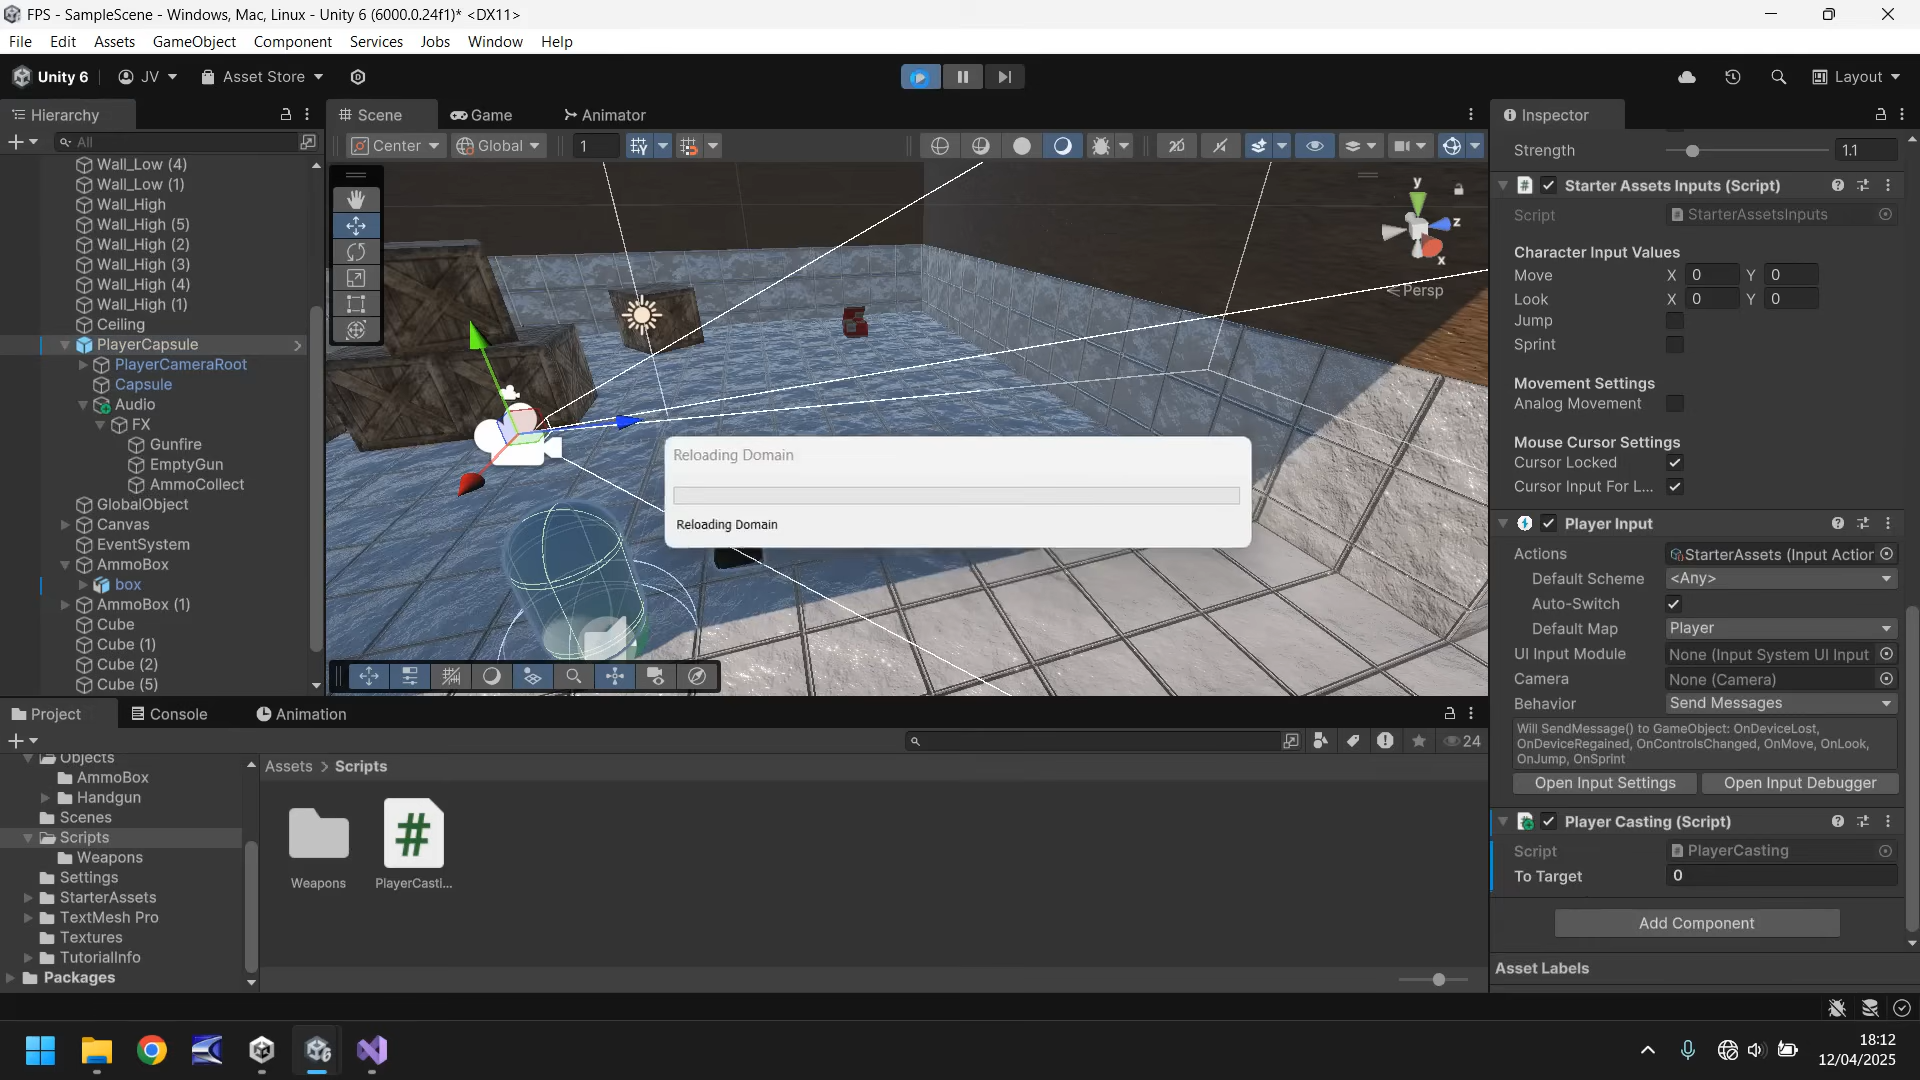 FPS - SampleScene - Windows, Mac, Linux - Unity 6 (6000.0.24f1)* <DX11>
File Edit Assets GameObject Component Services Jobs Window Help
Unity 6 JV Asset Store Layout
Hierarchy
All
Wall_Low (4)
Wall_Low (1)
Wall_High
Wall_High (5)
Wall_High (2)
Wall_High (3)
Wall_High (4)
Wall_High (1)
Ceiling
PlayerCapsule
PlayerCameraRoot
Capsule
Audio
FX
Gunfire
EmptyGun
AmmoCollect
GlobalObject
Canvas
EventSystem
AmmoBox
box
AmmoBox (1)
Cube
Cube (1)
Cube (2)
Cube (5)
Scene Game Animator
Center Global 1 2D
y
z
x
Persp
Reloading Domain
Reloading Domain
Inspector
Strength 1.1
Starter Assets Inputs (Script)
Script StarterAssetsInputs
Character Input Values
Move X 0 Y 0
Look X 0 Y 0
Jump
Sprint
Movement Settings
Analog Movement
Mouse Cursor Settings
Cursor Locked
Cursor Input For L...
Player Input
Actions StarterAssets (Input Action
Default Scheme <Any>
Auto-Switch
Default Map Player
UI Input Module None (Input System UI Input
Camera None (Camera)
Behavior Send Messages
Will SendMessage() to GameObject: OnDeviceLost,
OnDeviceRegained, OnControlsChanged, OnMove, OnLook,
OnJump, OnSprint
Open Input Settings Open Input Debugger
Player Casting (Script)
Script PlayerCasting
To Target 0
Add Component
Asset Labels
Project Console Animation
24
Objects
AmmoBox
Handgun
Scenes
Scripts
Weapons
Settings
StarterAssets
TextMesh Pro
Textures
TutorialInfo
Packages
Assets > Scripts
Weapons PlayerCasti...
18:12
12/04/2025